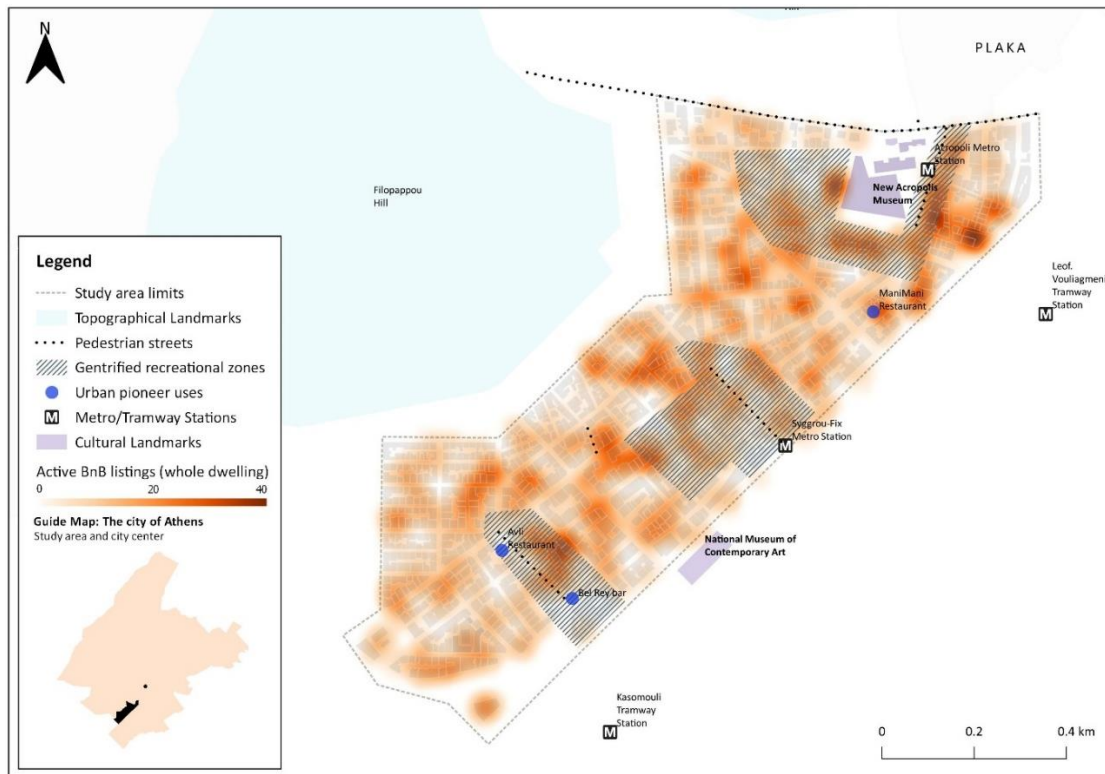 N
PLAKA
Acropoli Metro
Station
M
New Acropolis
Museum
Filopappou
Hill
Leof.
Vouliagmeni
Tramway
Station
M
ManiMani
Restaurant
Syggrou-Fix
Metro Station
M
Avli
Restaurant
National Museum of
Contemporary Art
Bel Rey bar
Kasomouli
Tramway
Station
M
Legend
Study area limits
Topographical Landmarks
Pedestrian streets
Gentrified recreational zones
Urban pioneer uses
M Metro/Tramway Stations
Cultural Landmarks
Active BnB listings (whole dwelling)
0 20 40
Guide Map: The city of Athens
Study area and city center
0 0.2 0.4 km